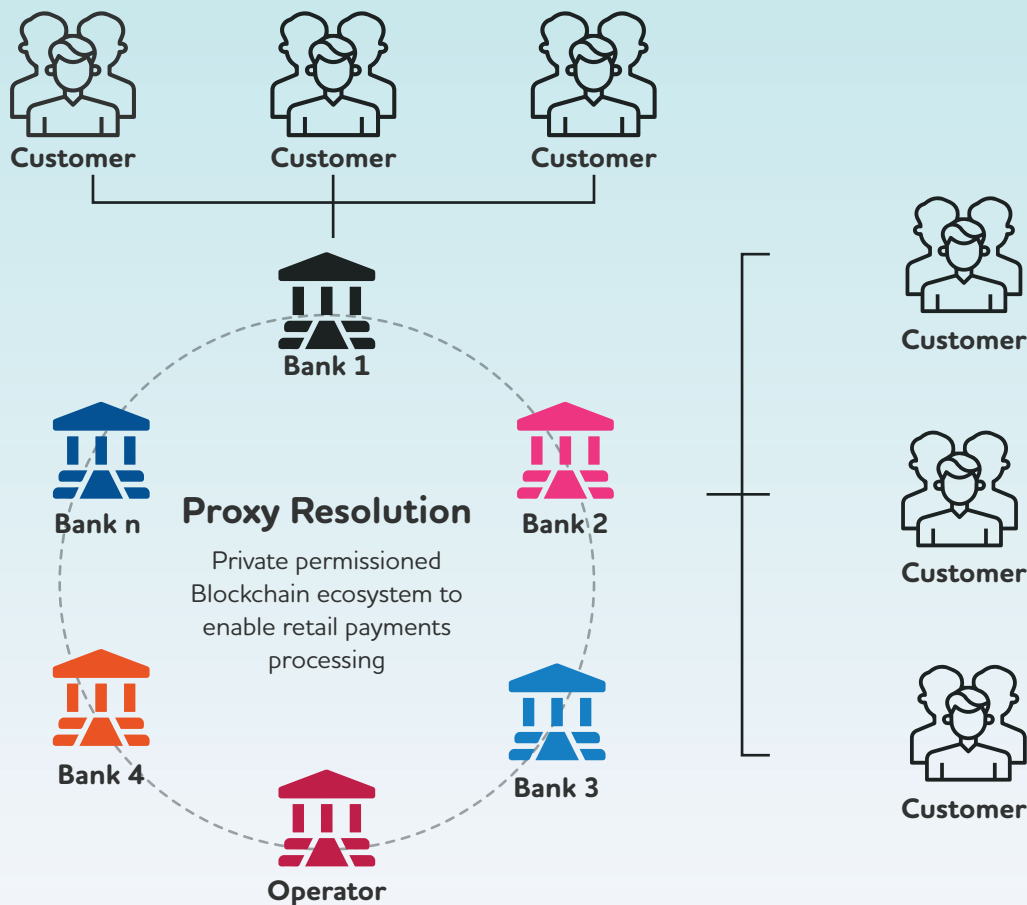 Customer
Customer
Customer
Bank 1
Customer
Bank n
Bank 2
Proxy Resolution
Private permissioned
Blockchain ecosystem to
enable retail payments
processing
Customer
Bank 4
Bank 3
Customer
Operator